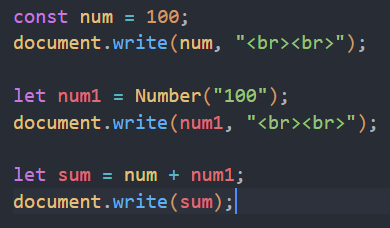 const num = 100;
document.write(num, "<br><br>");
let num1 = Number("100");
document.write(num1, "<br><br>");
let sum = num + num1;
document.write(sum);